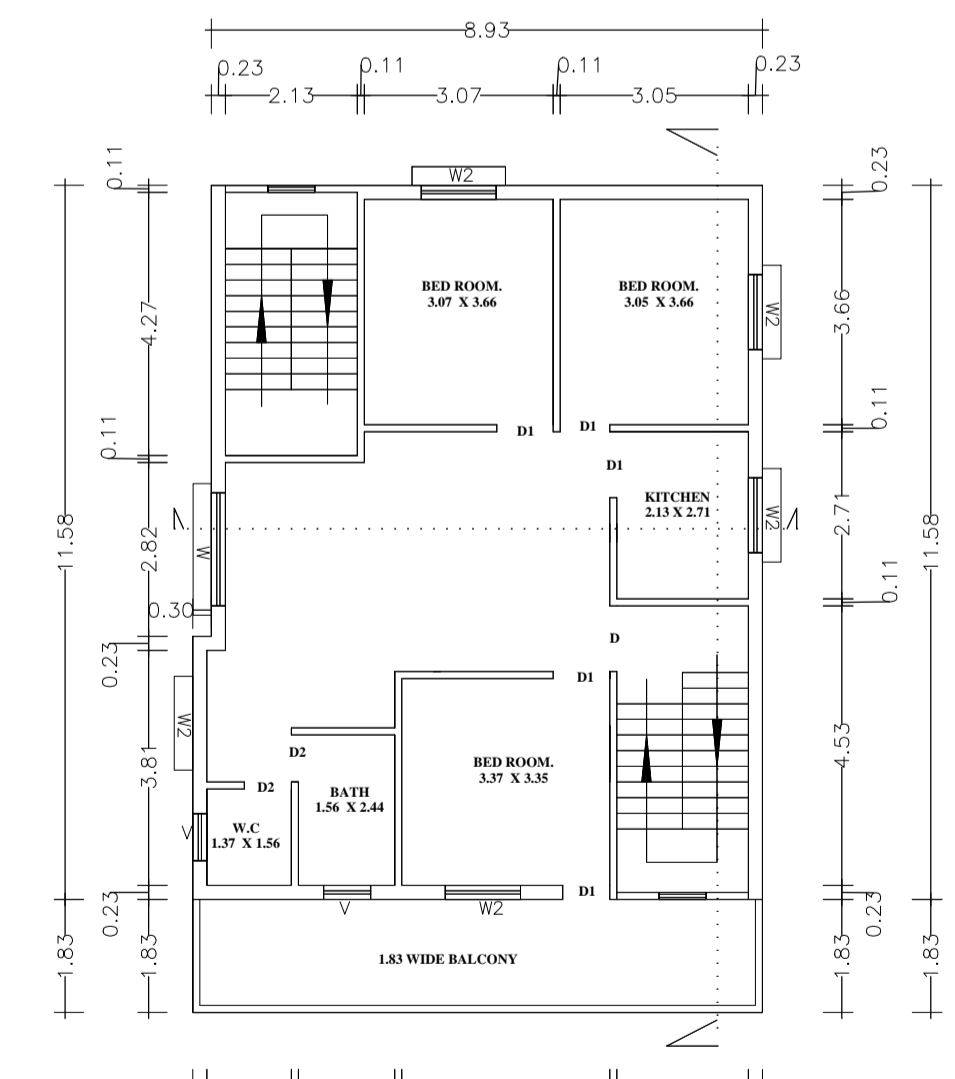 8.93
0.23
0.11
0.11
0.23
2.13
3.07
3.05
0.11
W2
0.23
BED ROOM.
3.07 X 3.66
BED ROOM.
3.05 X 3.66
W2
4.27
3.66
0.11
D1
D1
0.11
D1
KITCHEN
2.13 X 2.71
W2
11.58
2.82
W
2.71
11.58
0.30
0.11
D
0.23
D1
W2
D2
3.81
BED ROOM.
3.37 X 3.35
4.53
D2
BATH
1.56 X 2.44
V
W.C
1.37 X 1.56
D1
0.23
V
W2
0.23
1.83
1.83
1.83 WIDE BALCONY
1.83
1.83